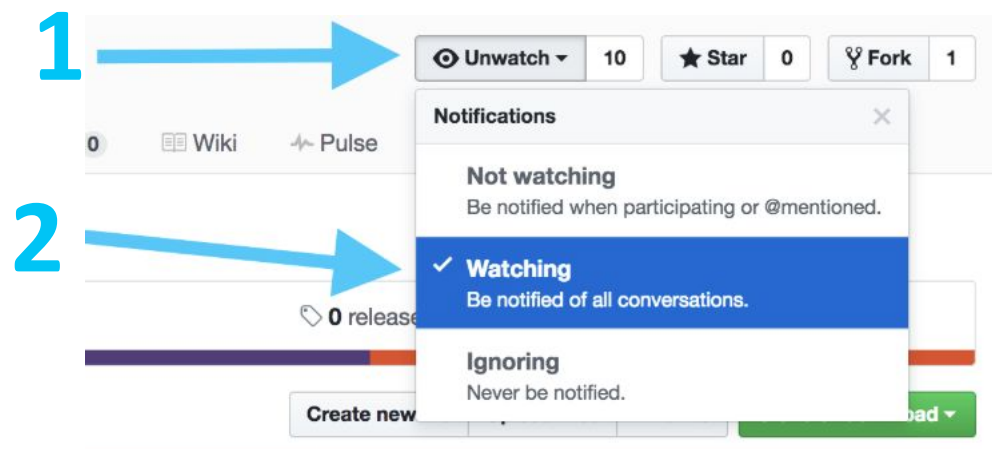 1
Unwatch 10 Star 0 Fork 1
Notifications
0 Wiki Pulse
Not watching
Be notified when participating or @mentioned.
2
Watching
Be notified of all conversations.
0 release
Ignoring
Never be notified.
Create new